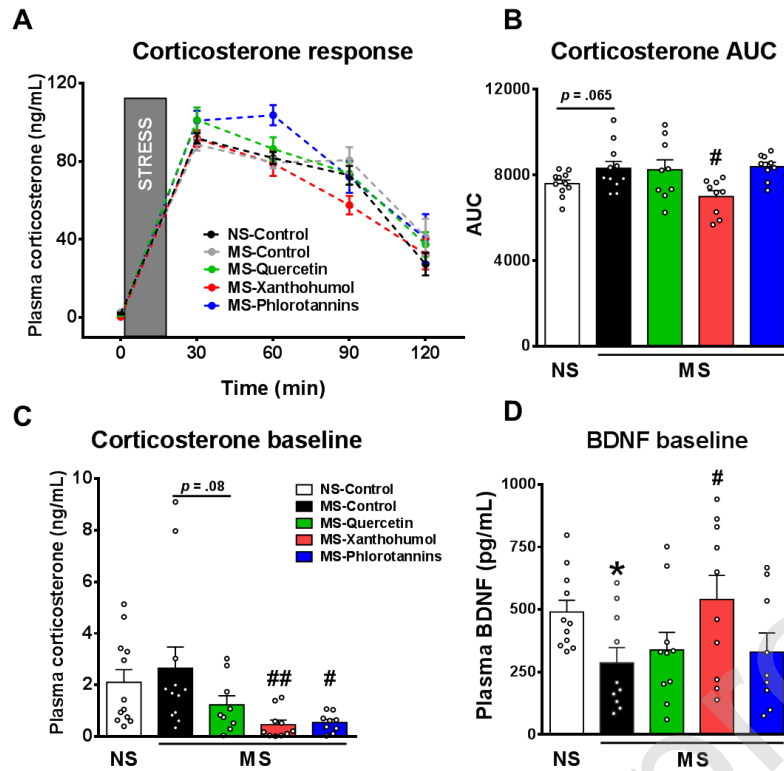 A
Corticosterone response
Plasma corticosterone (ng/mL)
120
80
40
0
STRESS
NS-Control
MS-Control
MS-Quercetin
MS-Xanthohumol
MS-Phlorotannins
0 30 60 90 120
Time (min)
B
Corticosterone AUC
AUC
12000
8000
4000
0
p = .065
#
NS MS
C
Corticosterone baseline
Plasma corticosterone (ng/mL)
10
8
6
4
2
0
p = .08
NS-Control
MS-Control
MS-Quercetin
MS-Xanthohumol
MS-Phlorotannins
## #
NS MS
D
BDNF baseline
Plasma BDNF (pg/mL)
1000
750
500
250
0
* #
NS MS